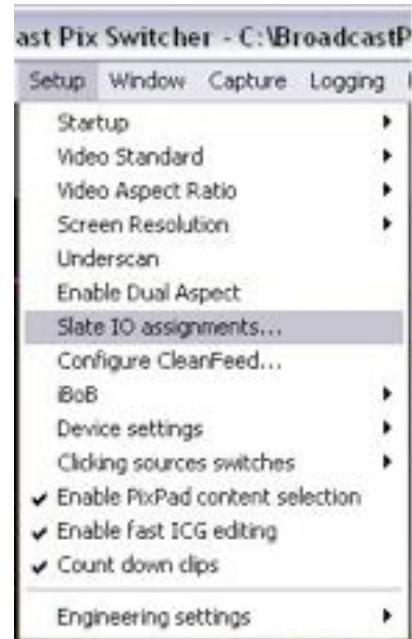 ast Pix Switcher - C:\BroadcastP
Setup Window Capture Logging
Startup
Video Standard
Video Aspect Ratio
Screen Resolution
Underscan
Enable Dual Aspect
Slate IO assignments...
Configure CleanFeed...
iBoB
Device settings
Clicking sources switches
Enable PixPad content selection
Enable fast ICG editing
Count down clips
Engineering settings